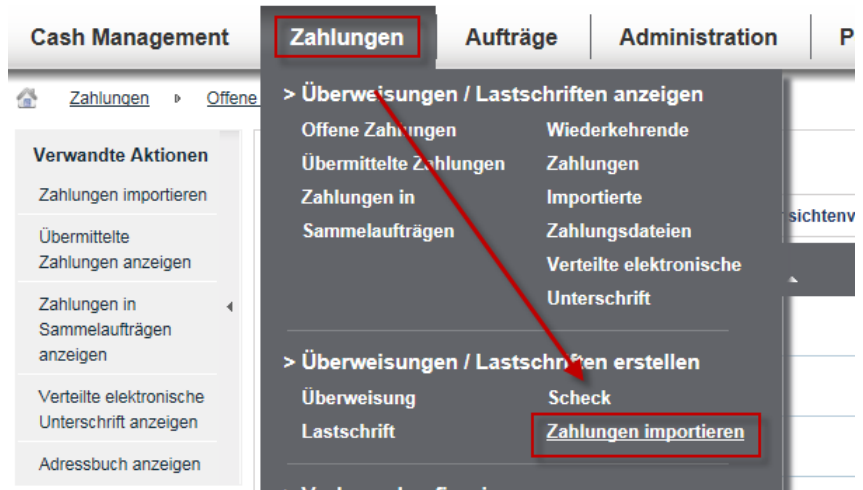 Cash Management Zahlungen Aufträge Administration P
Zahlungen Offene
Verwandte Aktionen
Zahlungen importieren
Übermittelte
Zahlungen anzeigen
Zahlungen in
Sammelaufträgen
anzeigen
Verteilte elektronische
Unterschrift anzeigen
Adressbuch anzeigen
> Überweisungen / Lastschriften anzeigen
Offene Zahlungen
Übermittelte Zahlungen
Zahlungen in
Sammelaufträgen
Wiederkehrende
Zahlungen
Importierte
Zahlungsdateien
Verteilte elektronische
Unterschrift
> Überweisungen / Lastschriften erstellen
Überweisung
Lastschrift
Scheck
Zahlungen importieren
sichtenv